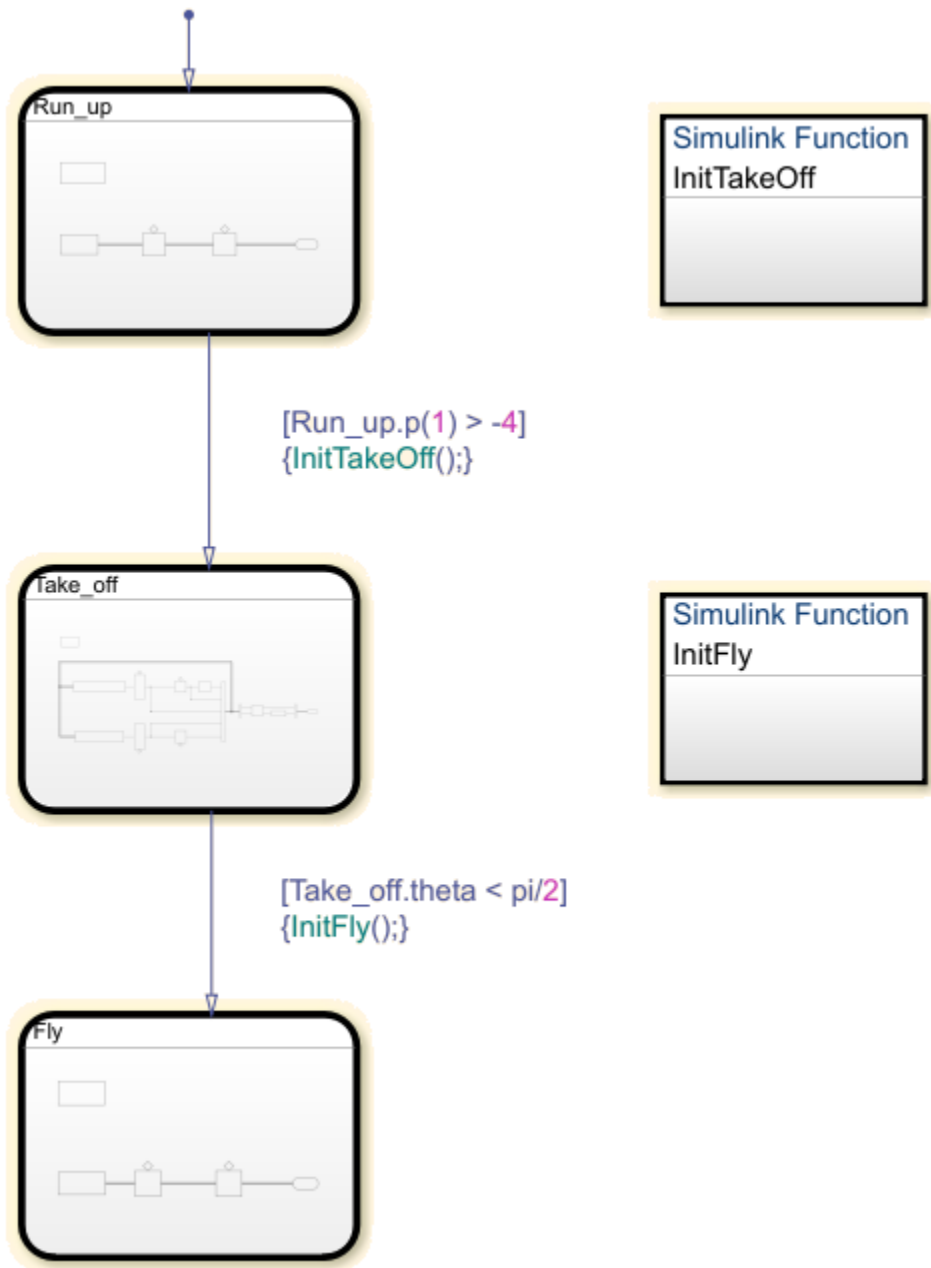 Run_up
Simulink Function
InitTakeOff
[Run_up.p(1) > -4]
{InitTakeOff();}
Take_off
Simulink Function
InitFly
[Take_off.theta < pi/2]
{InitFly();}
Fly